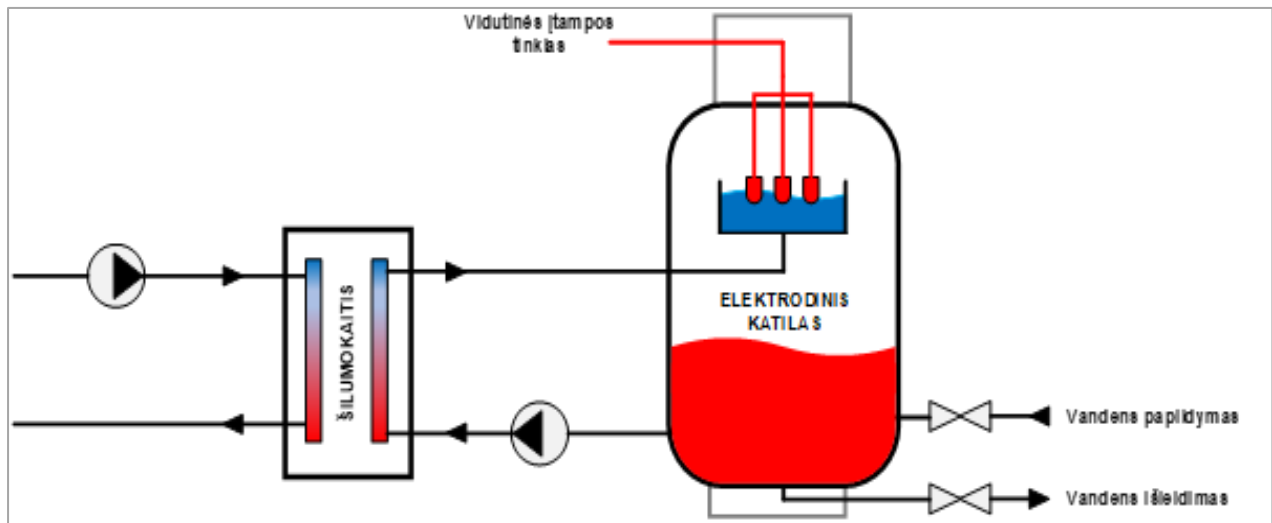 Vidutinės įtampos
tinklas
ELEKTRODINIS
KATILAS
ŠILUMOKAITIS
Vandens papildymas
Vandens išleidimas